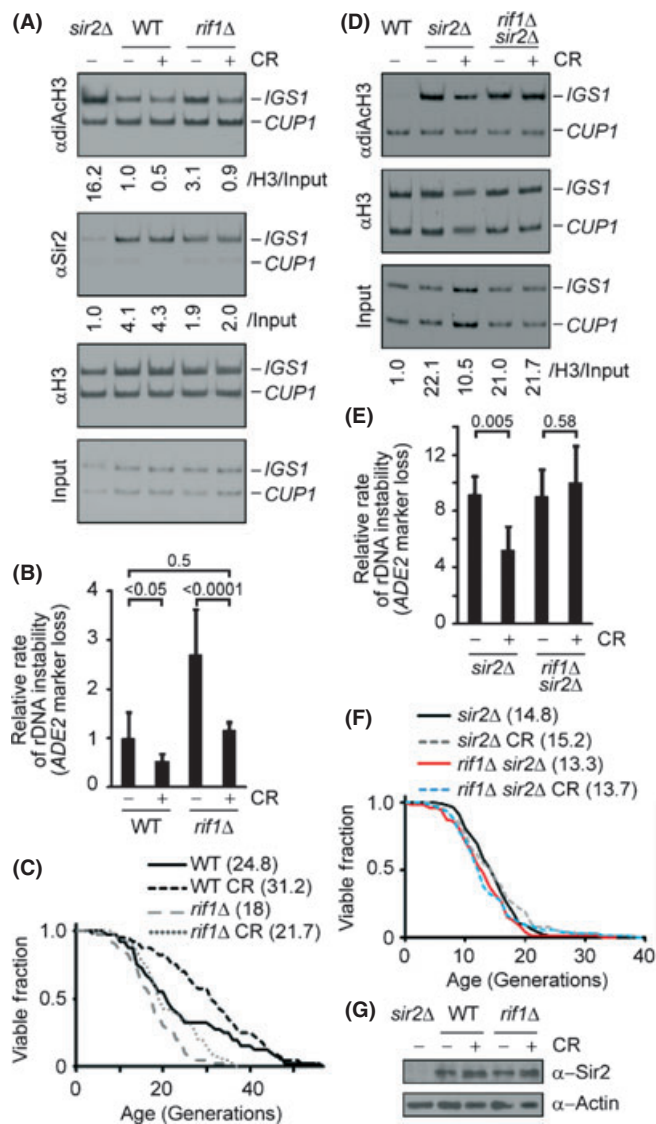 (A)
sir2Δ WT rif1Δ
– – + – + CR
αdiAcH3
IGS1
CUP1
16.2 1.0 0.5 3.1 0.9 /H3/Input
αSir2
IGS1
CUP1
1.0 4.1 4.3 1.9 2.0 /Input
αH3
IGS1
CUP1
Input
IGS1
CUP1
(B)
Relative rate
of rDNA instability
(ADE2 marker loss)
4
3
2
1
0
0.5
<0.05 <0.0001
– + – + CR
WT rif1Δ
(C)
WT (24.8)
WT CR (31.2)
rif1Δ (18)
rif1Δ CR (21.7)
Viable fraction
1.0
0.5
0
0 20 40
Age (Generations)
(D)
WT sir2Δ rif1Δ sir2Δ
– – + – + CR
αdiAcH3
IGS1
CUP1
αH3
IGS1
CUP1
Input
IGS1
CUP1
1.0 22.1 10.5 21.0 21.7 /H3/Input
(E)
Relative rate
of rDNA instability
(ADE2 marker loss)
12
8
4
0
0.005 0.58
– + – + CR
sir2Δ rif1Δ sir2Δ
(F)
sir2Δ (14.8)
sir2Δ CR (15.2)
rif1Δ sir2Δ (13.3)
rif1Δ sir2Δ CR (13.7)
Viable fraction
1.0
0.5
0
0 10 20 30 40
Age (Generations)
(G)
sir2Δ WT rif1Δ
– – + – + CR
α–Sir2
α–Actin